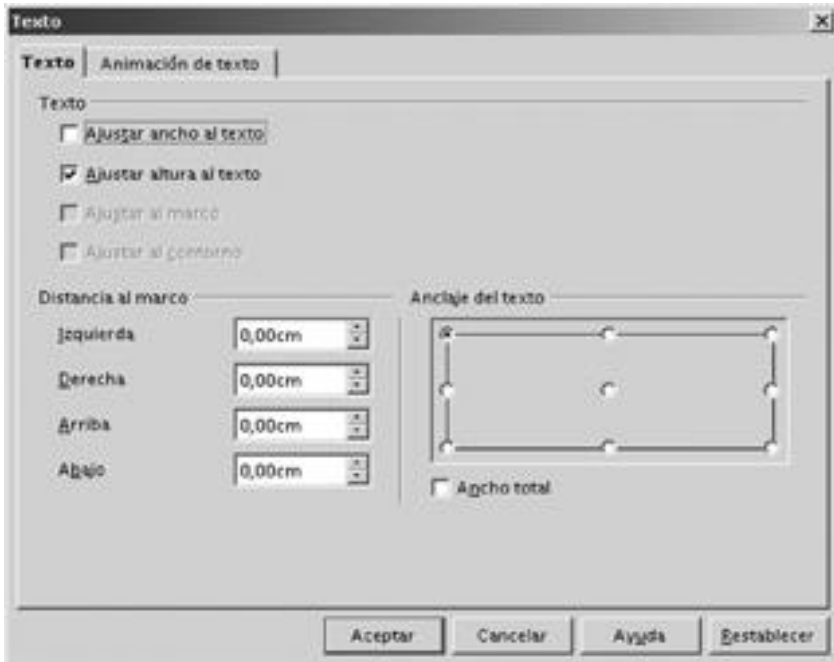 Texto
Texto Animación de texto
Texto
Ajustar ancho al texto
Ajustar altura al texto
Ajustar al marco
Ajustar al contorno
Distancia al marco
Izquierda 0,00cm
Derecha 0,00cm
Arriba 0,00cm
Abajo 0,00cm
Anclaje del texto
Ancho total
Aceptar Cancelar Ayuda Restablecer